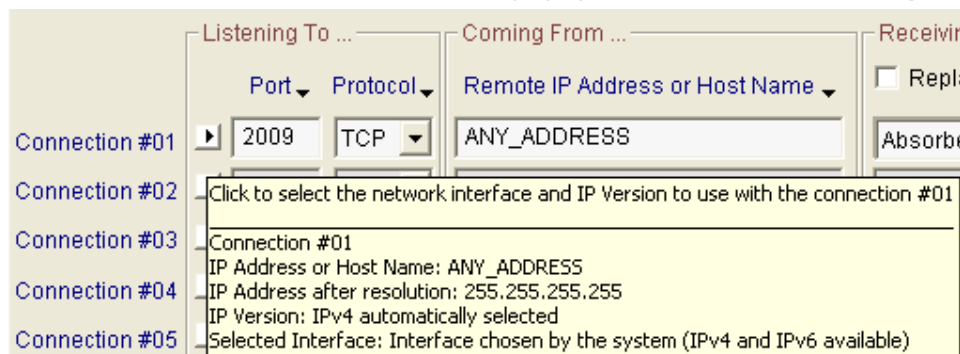 Listening To ... Coming From ...
Port Protocol Remote IP Address or Host Name
Connection #01 2009 TCP ANY_ADDRESS
Connection #02 Click to select the network interface and IP Version to use with the connection #01
Connection #03 Connection #01
IP Address or Host Name: ANY_ADDRESS
Connection #04 IP Address after resolution: 255.255.255.255
IP Version: IPv4 automatically selected
Connection #05 Selected Interface: Interface chosen by the system (IPv4 and IPv6 available)